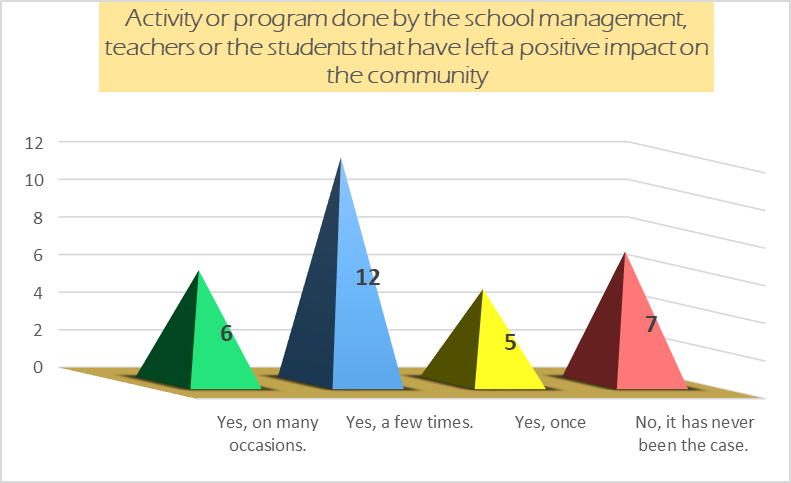 Activity or program done by the school management,
teachers or the students that have left a positive impact on
the community
12
10
8
6
4
2
0
6
12
5
7
Yes, on many
occasions.
Yes, a few times.
Yes, once
No, it has never
been the case.